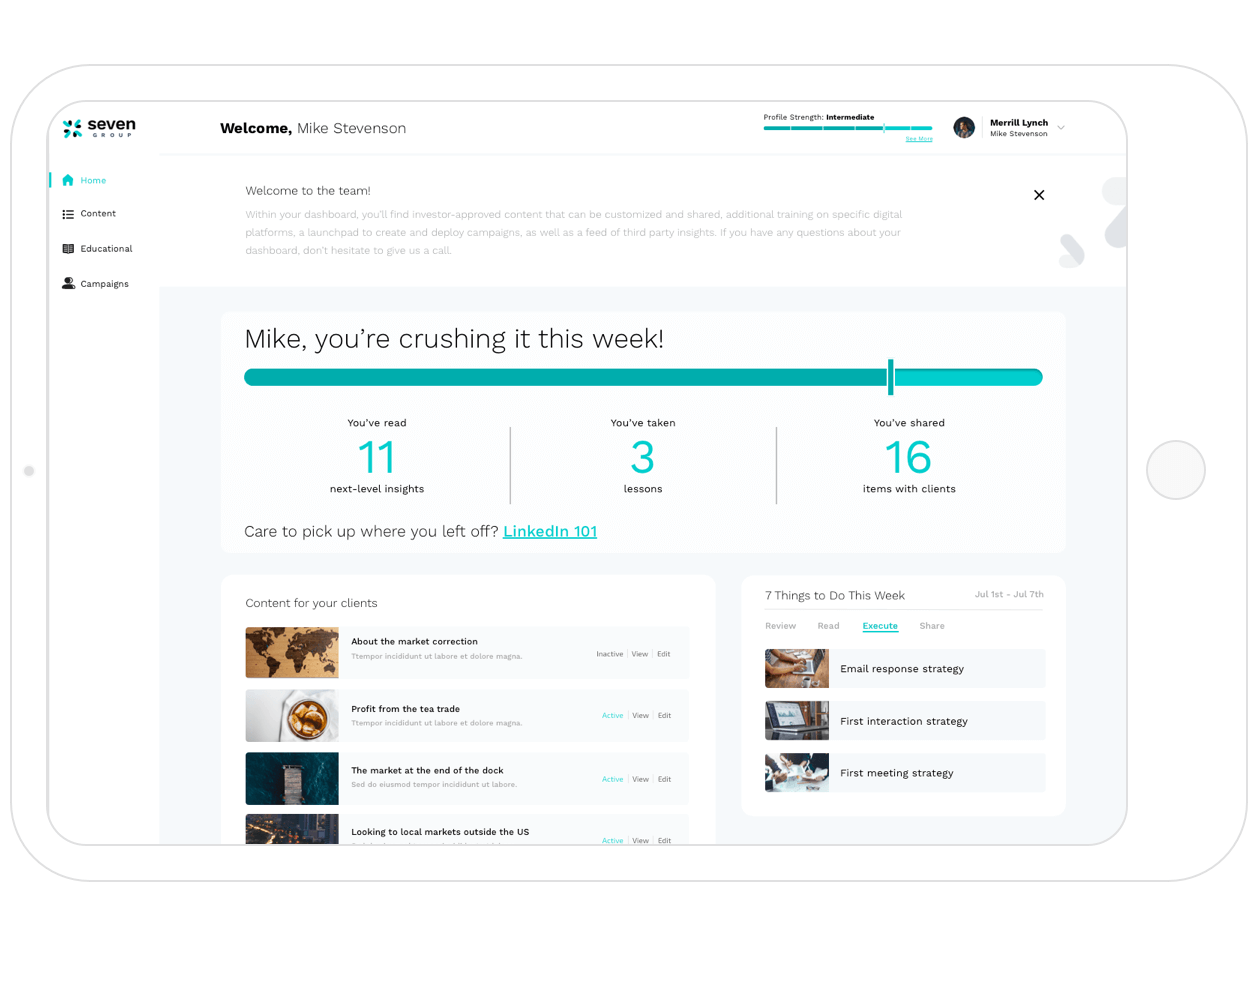 seven
GROUP
Welcome, Mike Stevenson
Profile Strength: Intermediate
See More
Merrill Lynch
Mike Stevenson
Home
Content
Educational
Campaigns
Welcome to the team!
Within your dashboard, you'll find investor-approved content that can be customized and shared, additional training on specific digital
platforms, a launchpad to create and deploy campaigns, as well as a feed of third party insights. If you have any questions about your
dashboard, don't hesitate to give us a call.
Mike, you're crushing it this week!
You've read
11
next-level insights
You've taken
3
lessons
You've shared
16
items with clients
Care to pick up where you left off? LinkedIn 101
Content for your clients
About the market correction
Ttempor incididunt ut labore et dolore magna.
Inactive View Edit
Profit from the tea trade
Ttempor incididunt ut labore et dolore magna.
Active View Edit
The market at the end of the dock
Sed do eiusmod tempor incididunt ut labore.
Active View Edit
Looking to local markets outside the US
Active View Edit
7 Things to Do This Week
Jul 1st - Jul 7th
Review Read Execute Share
Email response strategy
First interaction strategy
First meeting strategy